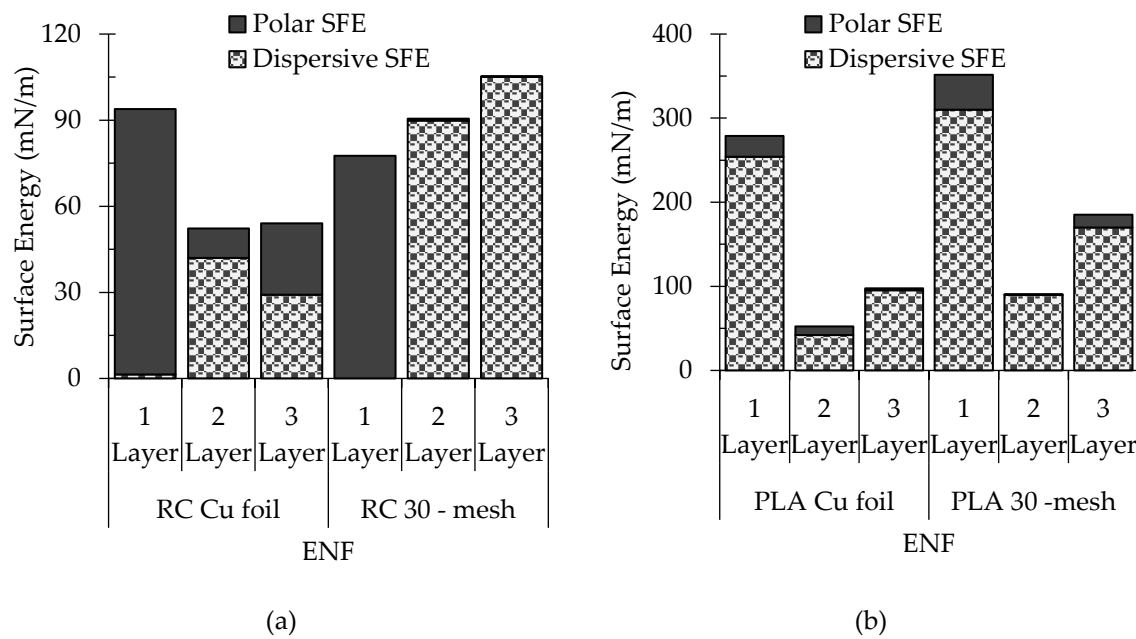 Polar SFE
Dispersive SFE
Surface Energy (mN/m)
120
90
60
30
0
1 Layer
2 Layer
3 Layer
1 Layer
2 Layer
3 Layer
RC Cu foil
RC 30 - mesh
ENF
(a)
Polar SFE
Dispersive SFE
Surface Energy (mN/m)
400
300
200
100
0
1 Layer
2 Layer
3 Layer
1 Layer
2 Layer
3 Layer
PLA Cu foil
PLA 30 -mesh
ENF
(b)